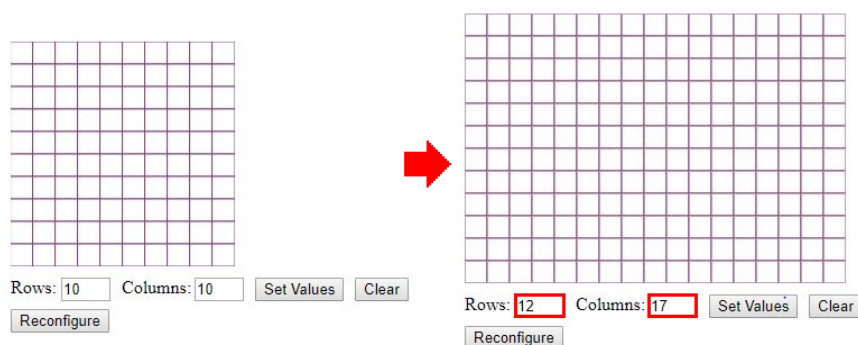 Rows: 10 Columns: 10 Set Values Clear
Reconfigure
Rows: 12 Columns: 17 Set Values Clear
Reconfigure